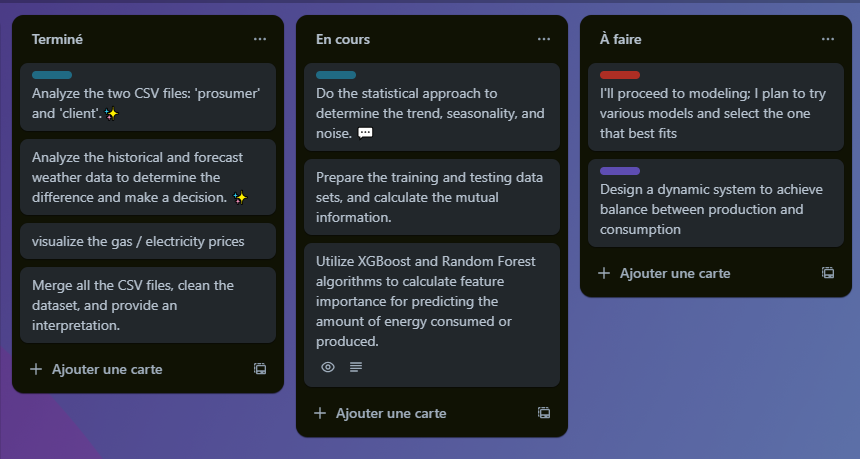 Terminé
Analyze the two CSV files: 'prosumer'
and 'client'.✨
Analyze the historical and forecast
weather data to determine the
difference and make a decision. ✨
visualize the gas / electricity prices
Merge all the CSV files, clean the
dataset, and provide an
interpretation.
Ajouter une carte
En cours
Do the statistical approach to
determine the trend, seasonality, and
noise. 💬
Prepare the training and testing data
sets, and calculate the mutual
information.
Utilize XGBoost and Random Forest
algorithms to calculate feature
importance for predicting the
amount of energy consumed or
produced.
Ajouter une carte
À faire
I'll proceed to modeling; I plan to try
various models and select the one
that best fits
Design a dynamic system to achieve
balance between production and
consumption
Ajouter une carte